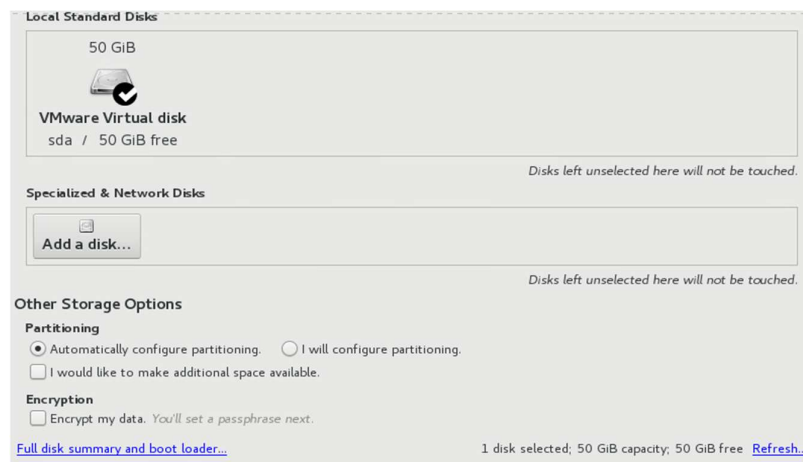 Local Standard Disks
50 GiB
VMware Virtual disk
sda / 50 GiB free
Disks left unselected here will not be touched.
Specialized & Network Disks
Add a disk...
Disks left unselected here will not be touched.
Other Storage Options
Partitioning
Automatically configure partitioning. I will configure partitioning.
I would like to make additional space available.
Encryption
Encrypt my data. You'll set a passphrase next.
Full disk summary and boot loader... 1 disk selected; 50 GiB capacity; 50 GiB free Refresh..